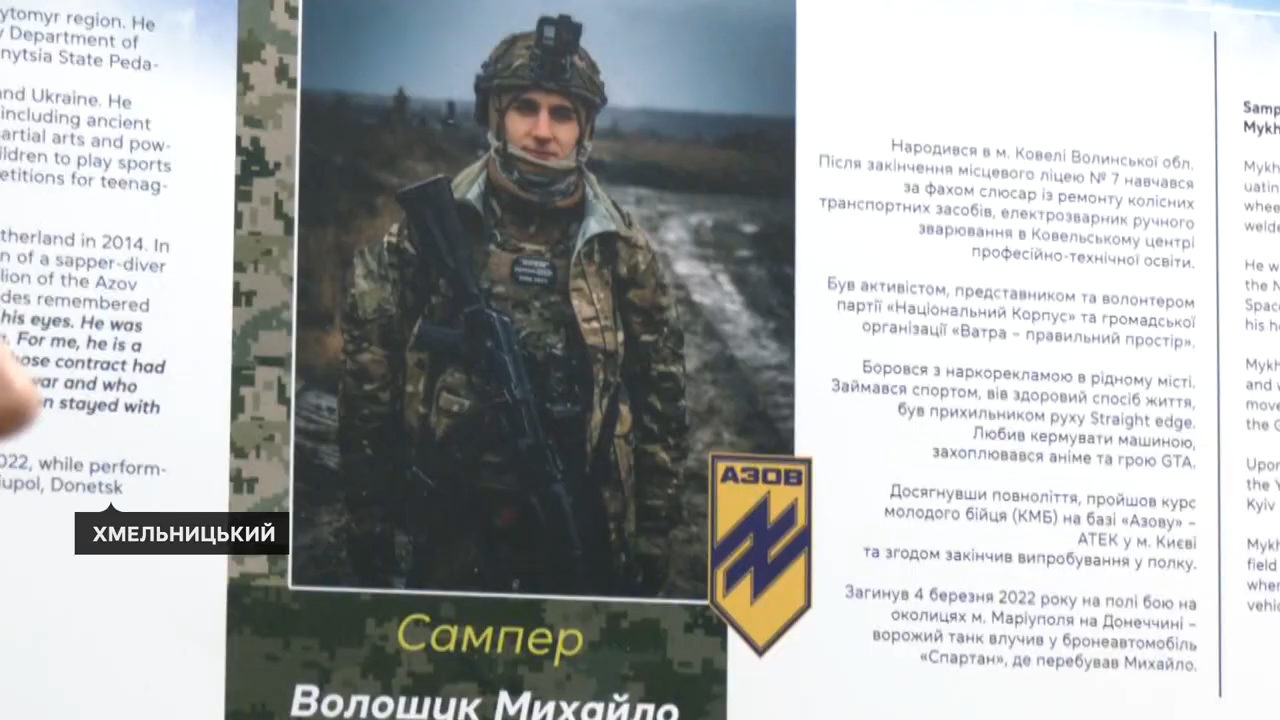 ytomyr region. He
Department of
nytsia State Peda-
and Ukraine. He
including ancient
artial arts and pow-
ildren to play sports
etitions for teenag-
therland in 2014. In
n of a sapper-diver
lion of the Azov
des remembered
his eyes. He was
. For me, he is a
ose contract had
war and who
n stayed with
022, while perform-
iupol, Donetsk
ХМЕЛЬНИЦЬКИЙ
АЗОВ
Сампер
Волощук Михайло
Народився в м. Ковелі Волинської обл.
Після закінчення місцевого ліцею № 7 навчався
за фахом слюсар із ремонту колісних
транспортних засобів, електрозварник ручного
зварювання в Ковельському центрі
професійно-технічної освіти.
Був активістом, представником та волонтером
партії «Національний Корпус» та громадської
організації «Ватра – правильний простір».
Боровся з наркорекламою в рідному місті.
Займався спортом, вів здоровий спосіб життя,
був прихильником руху Straight edge.
Любив кермувати машиною,
захоплювався аніме та грою GTA.
Досягнувши повноліття, пройшов курс
молодого бійця (КМБ) на базі «Азову» –
АТЕК у м. Києві
та згодом закінчив випробування у полку.
Загинув 4 березня 2022 року на полі бою на
околицях м. Маріуполя на Донеччині –
ворожий танк влучив у бронеавтомобіль
«Спартан», де перебував Михайло.
Samp
Mykh
Mykh
uatin
whee
welde
He w
the N
Spac
his h
Mykh
and
move
the G
Upor
the Y
Kyiv
Mykh
field
wher
vehi